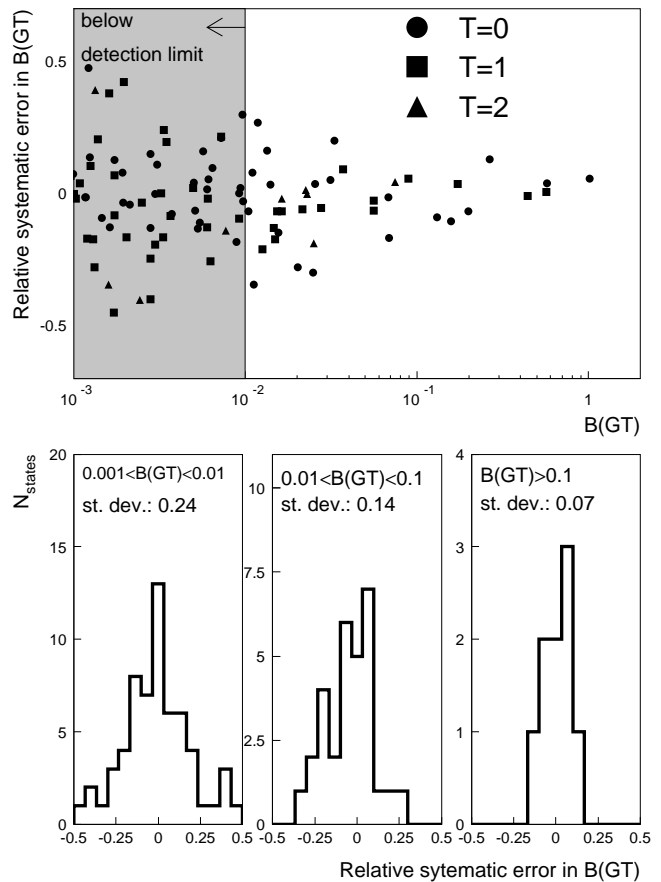 Relative systematic error in B(GT)
0.5
0
-0.5
below
detection limit
T=0
T=1
T=2
10⁻³
10⁻²
10⁻¹
1
B(GT)
N_states
20
15
10
5
0
0.001<B(GT)<0.01
st. dev.: 0.24
-0.5 -0.25 0 0.25 0.5
10
7.5
5
2.5
0
0.01<B(GT)<0.1
st. dev.: 0.14
-0.5 -0.25 0 0.25 0.5
4
3
2
1
0
B(GT)>0.1
st. dev.: 0.07
-0.5 -0.25 0 0.25 0.5
Relative sytematic error in B(GT)